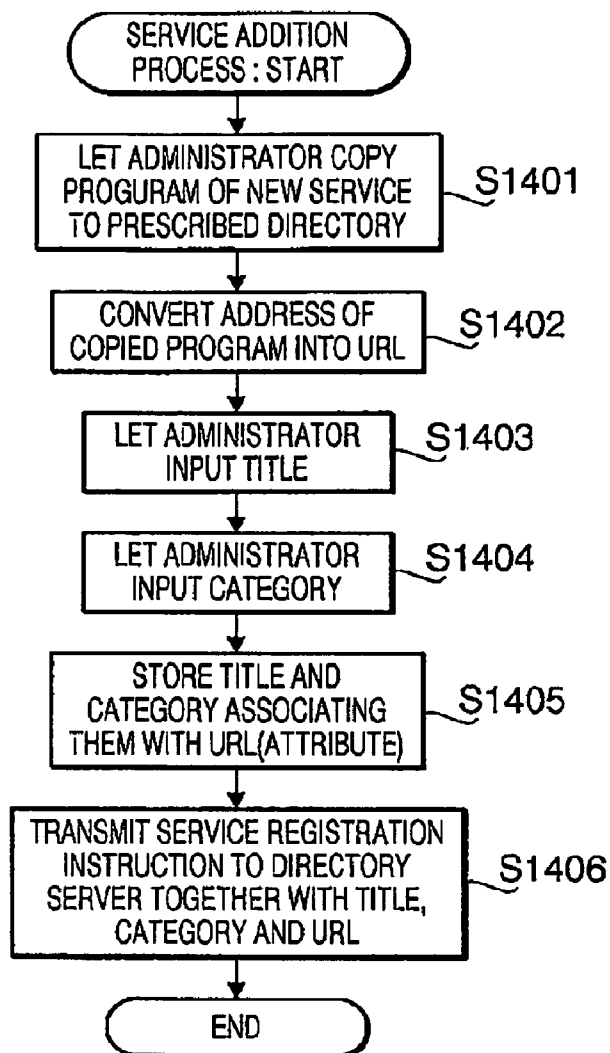 SERVICE ADDITION
PROCESS : START
LET ADMINISTRATOR COPY
PROGURAM OF NEW SERVICE
TO PRESCRIBED DIRECTORY
S1401
CONVERT ADDRESS OF
COPIED PROGRAM INTO URL
S1402
LET ADMINISTRATOR
INPUT TITLE
S1403
LET ADMINISTRATOR
INPUT CATEGORY
S1404
STORE TITLE AND
CATEGORY ASSOCIATING
THEM WITH URL(ATTRIBUTE)
S1405
TRANSMIT SERVICE REGISTRATION
INSTRUCTION TO DIRECTORY
SERVER TOGETHER WITH TITLE,
CATEGORY AND URL
S1406
END